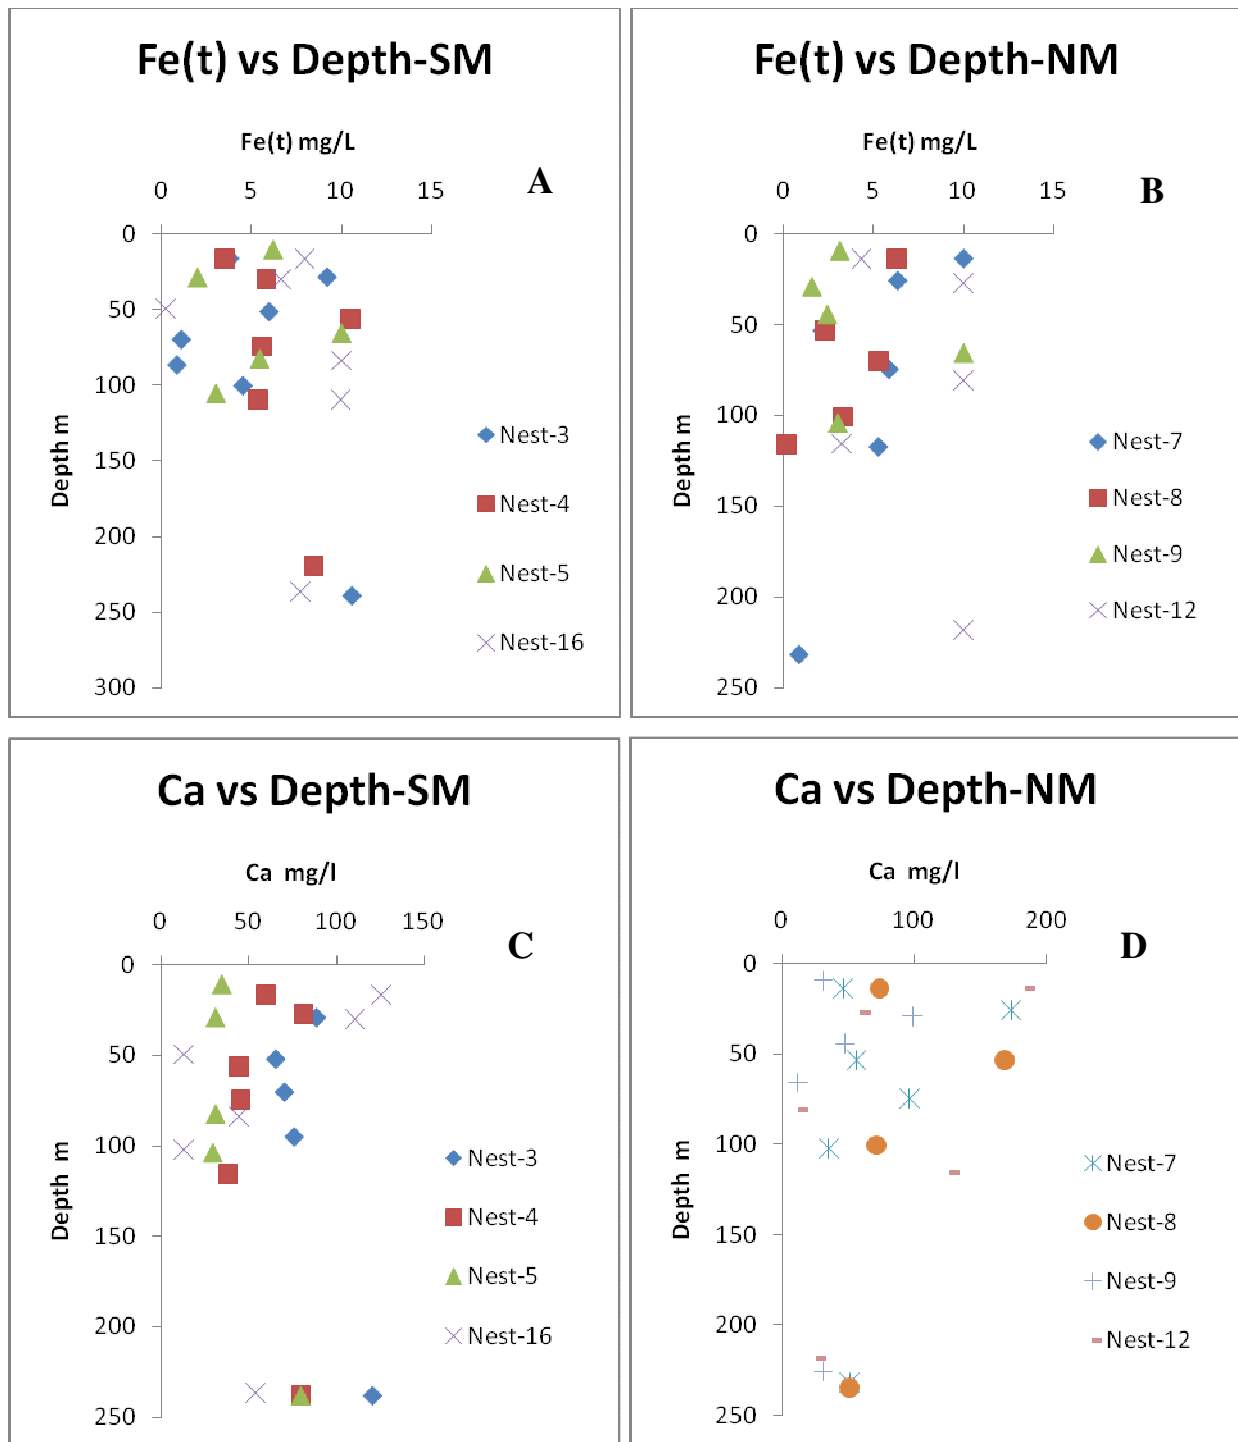 Fe(t) vs Depth-SM
Fe(t) mg/L
A
0 5 10 15
0
50
100
150
200
250
300
Depth m
Nest-3
Nest-4
Nest-5
Nest-16
Fe(t) vs Depth-NM
Fe(t) mg/L
B
0 5 10 15
0
50
100
150
200
250
Depth m
Nest-7
Nest-8
Nest-9
Nest-12
Ca vs Depth-SM
Ca mg/l
0 50 100 150
C
0
50
100
150
200
250
Depth m
Nest-3
Nest-4
Nest-5
Nest-16
Ca vs Depth-NM
Ca mg/l
0 100 200
D
0
50
100
150
200
250
Depth m
Nest-7
Nest-8
Nest-9
Nest-12